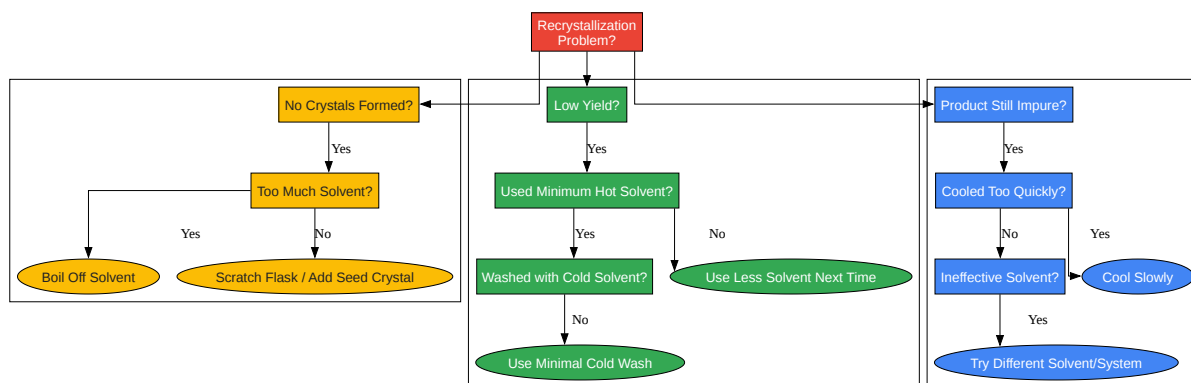 Recrystallization
Problem?
No Crystals Formed?
Low Yield?
Product Still Impure?
Yes
Yes
Yes
Too Much Solvent?
Used Minimum Hot Solvent?
Cooled Too Quickly?
Yes
No
Yes
No
No
Yes
Boil Off Solvent
Scratch Flask / Add Seed Crystal
Washed with Cold Solvent?
Use Less Solvent Next Time
Ineffective Solvent?
Cool Slowly
No
Yes
Use Minimal Cold Wash
Try Different Solvent/System